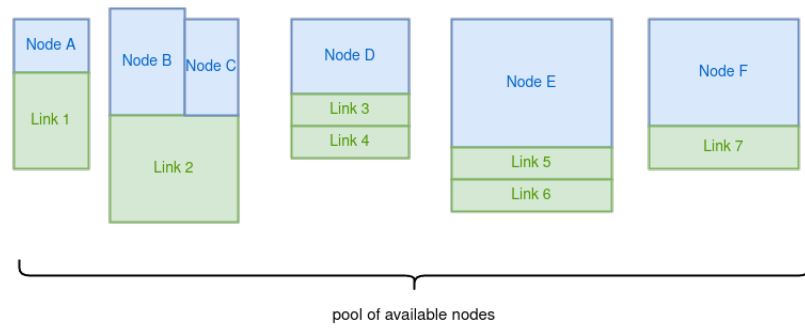 Node A
Link 1
Node B
Node C
Link 2
Node D
Link 3
Link 4
Node E
Link 5
Link 6
Node F
Link 7
pool of available nodes